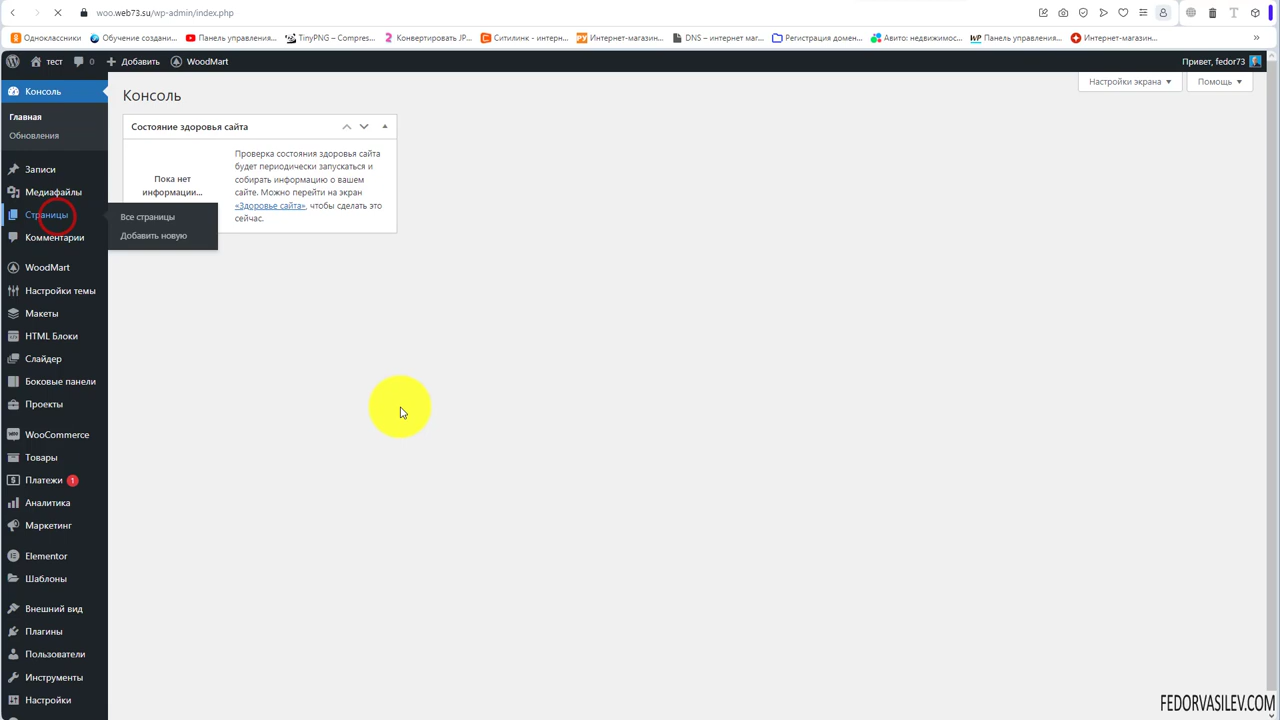 woo.web73.su/wp-admin/index.php
Одноклассники
Обучение создани...
Панель управления...
TinyPNG – Compres...
Конвертировать JP...
Ситилинк - интерн...
Интернет-магазин...
DNS – интернет маг...
Регистрация домен...
Авито: недвижимос...
Панель управления...
Интернет-магазин...
тест
0
Добавить
WoodMart
Привет, fedor73
Настройки экрана
Помощь
Консоль
Главная
Обновления
Записи
Медиафайлы
Страницы
Все страницы
Добавить новую
Комментарии
WoodMart
Настройки темы
Макеты
HTML Блоки
Слайдер
Боковые панели
Проекты
WooCommerce
Товары
Платежи 1
Аналитика
Маркетинг
Elementor
Шаблоны
Внешний вид
Плагины
Пользователи
Инструменты
Настройки
Консоль
Состояние здоровья сайта
Пока нет
информации...
Проверка состояния здоровья сайта
будет периодически запускаться и
собирать информацию о вашем
сайте. Можно перейти на экран
«Здоровье сайта», чтобы сделать это
сейчас.
FEDORVASILEV.COM